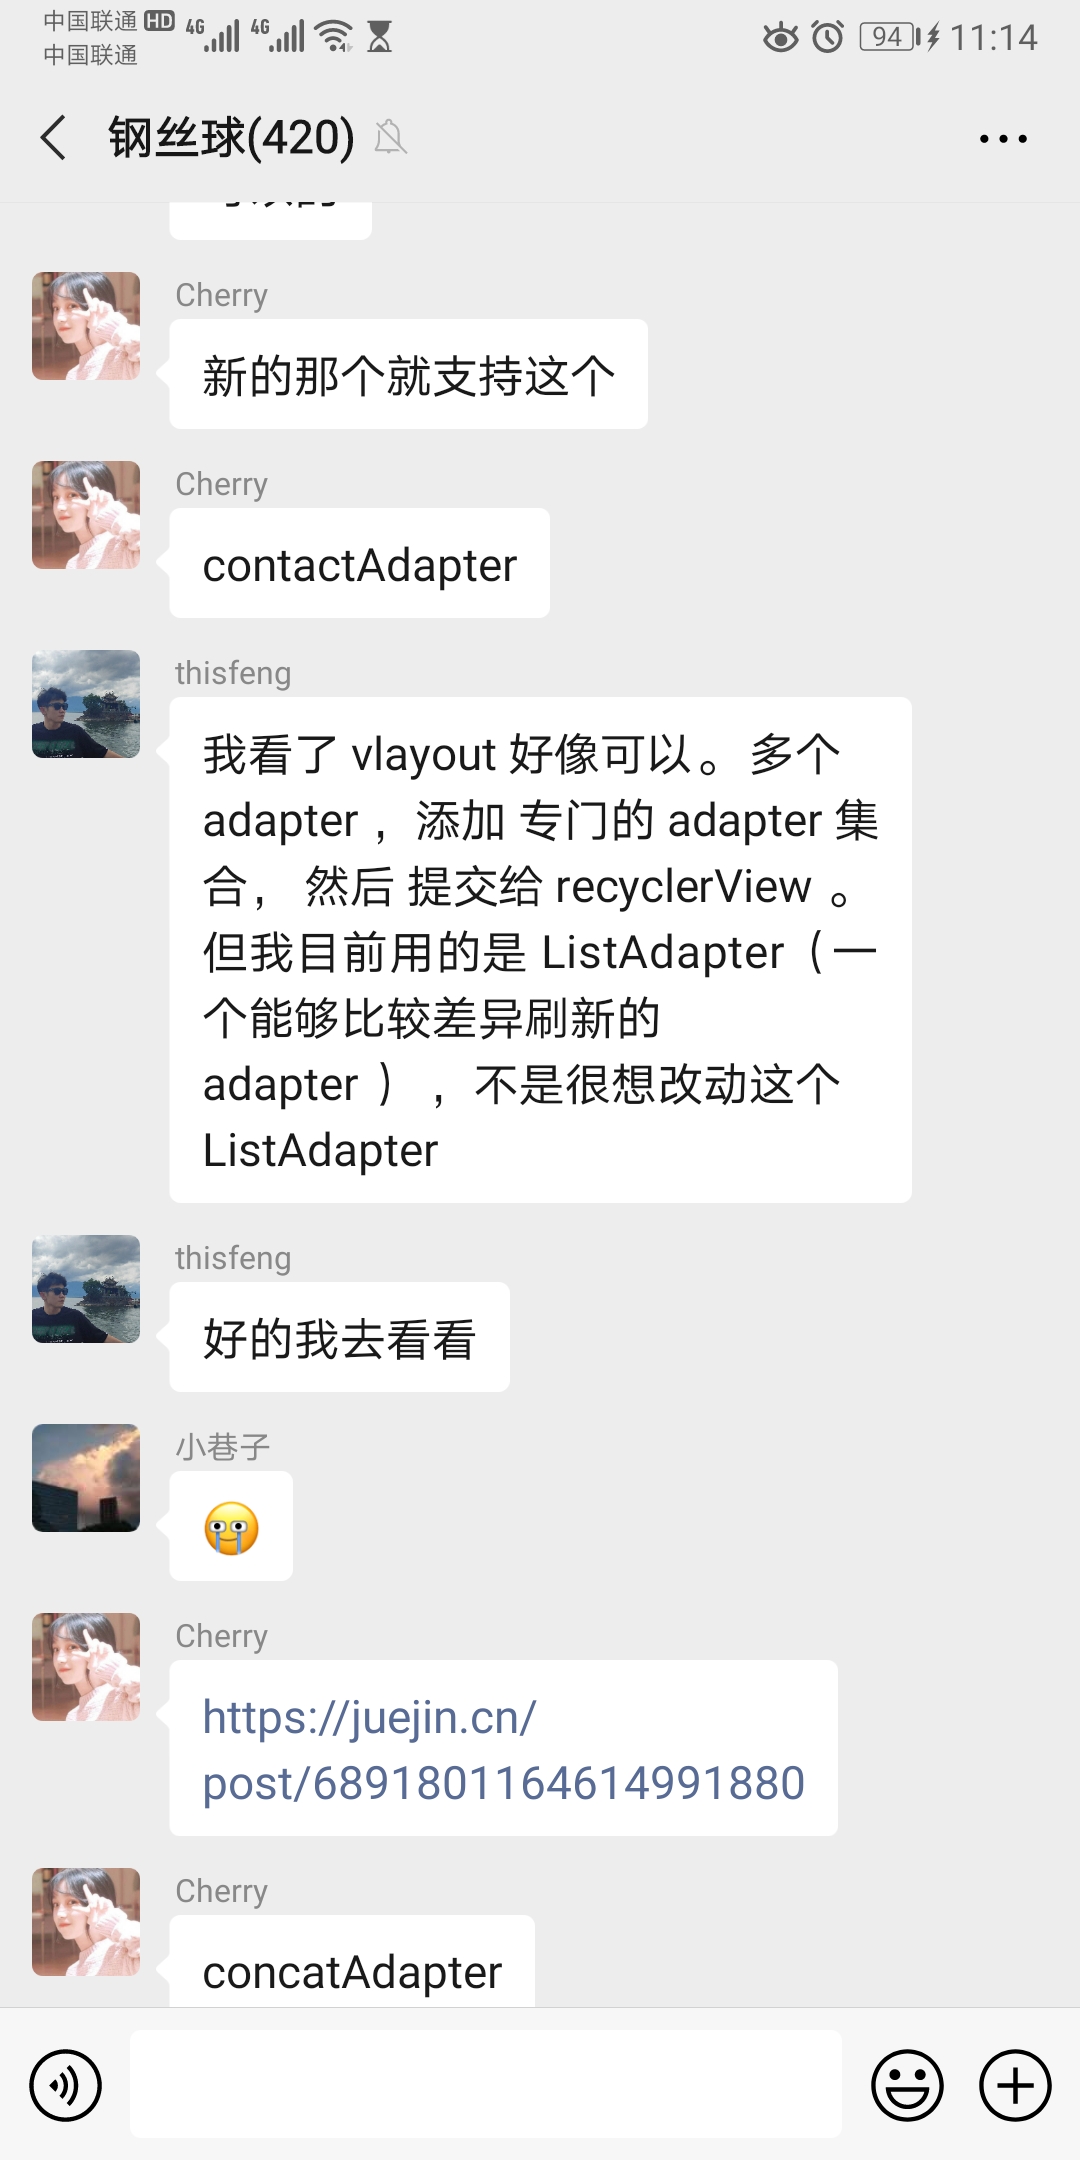 中国联通 HD 4G 4G 94 11:14
中国联通
钢丝球(420)
Cherry
新的那个就支持这个
Cherry
contactAdapter
thisfeng
我看了 vlayout 好像可以。多个
adapter ，添加 专门的 adapter 集
合， 然后 提交给 recyclerView 。
但我目前用的是 ListAdapter（一
个能够比较差异刷新的
adapter ），不是很想改动这个
ListAdapter
thisfeng
好的我去看看
小巷子
Cherry
https://juejin.cn/
post/6891801164614991880
Cherry
concatAdapter